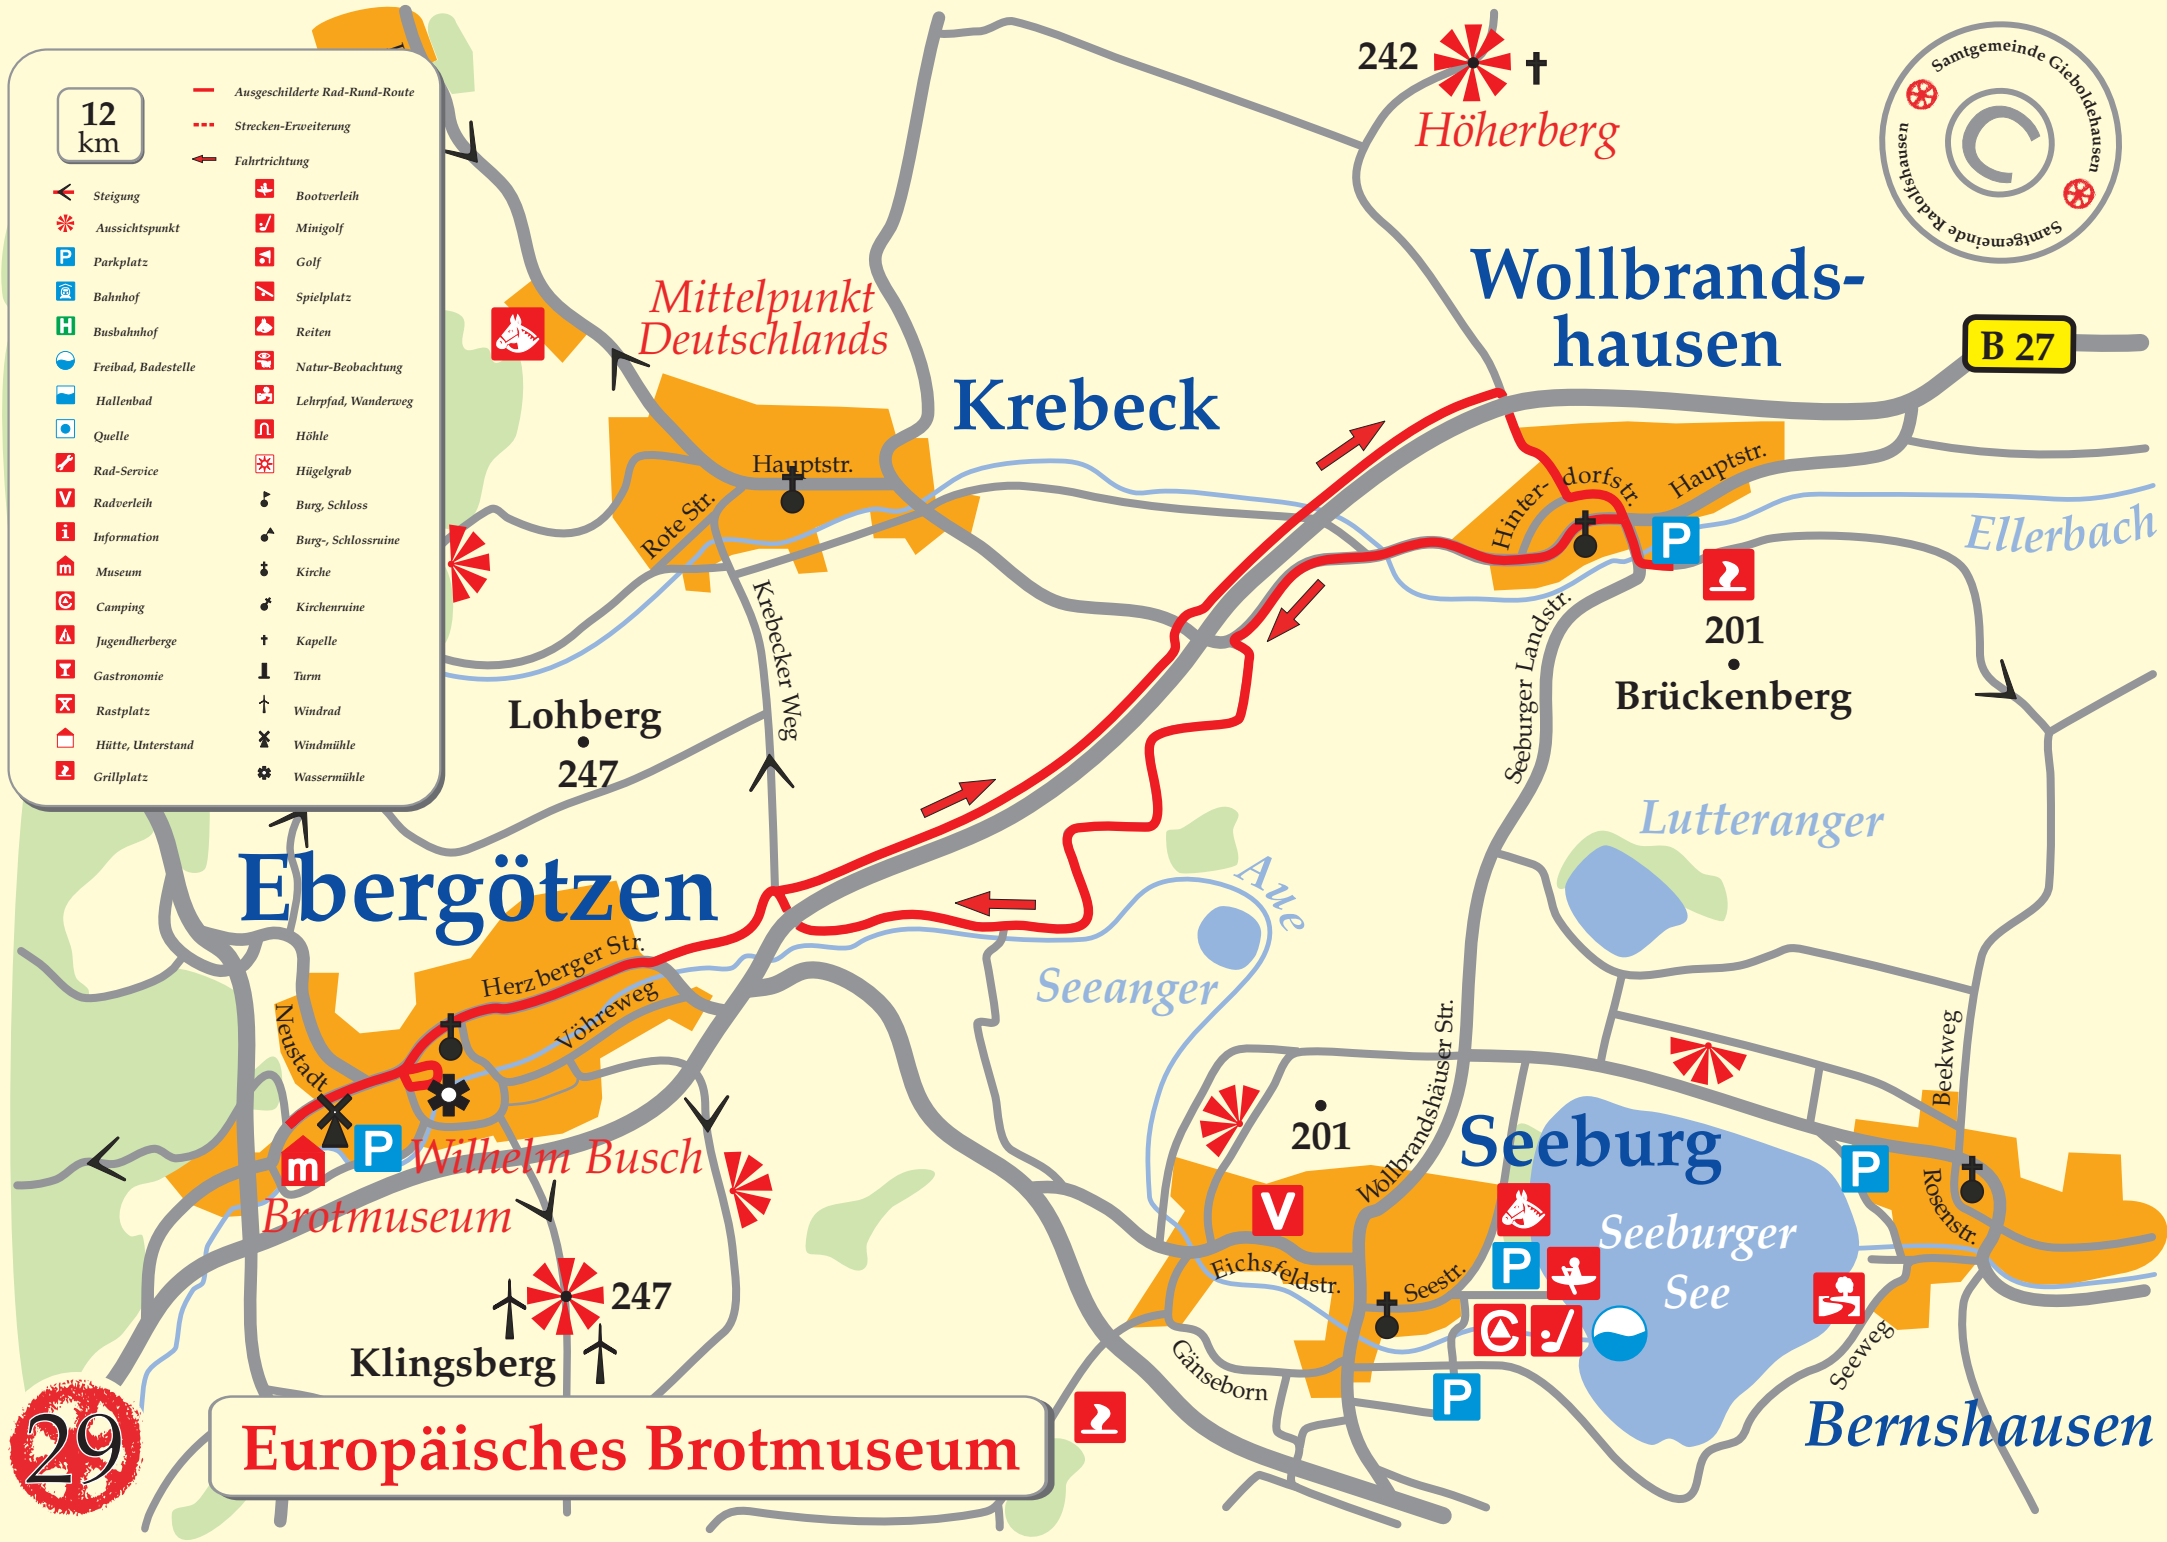 12
km
Ausgeschilderte Rad-Rund-Route
Strecken-Erweiterung
Fahrtrichtung
Steigung
Aussichtspunkt
Parkplatz
Bahnhof
Busbahnhof
Freibad, Badestelle
Hallenbad
Quelle
Rad-Service
Radverleih
Information
Museum
Camping
Jugendherberge
Gastronomie
Rastplatz
Hütte, Unterstand
Grillplatz
Bootverleih
Minigolf
Golf
Spielplatz
Reiten
Natur-Beobachtung
Lehrpfad, Wanderweg
Höhle
Hügelgrab
Burg, Schloss
Burg-, Schlossruine
Kirche
Kirchenruine
Kapelle
Turm
Windrad
Windmühle
Wassermühle
P
H
V
i
m
242
Höherberg
Samtgemeinde Gieboldehausen
Samtgemeinde Radolfshausen
Wollbrands-
hausen
B 27
Mittelpunkt
Deutschlands
Krebeck
Hauptstr.
Rote Str.
Krebecker Weg
Hinter-
dorfstr.
Hauptstr.
P
Ellerbach
201
Brückenberg
Seeburger Landstr.
Lohberg
247
Lutteranger
Ebergötzen
Aue
Seeanger
Herzberger Str.
Vöhreweg
Neustadt
Wollbrandshäuser Str.
Beekweg
P
m
Wilhelm Busch
Brotmuseum
201
Seeburg
P
Rosenstr.
V
Seeburger
See
Eichsfeldstr.
Seestr.
P
247
Klingsberg
Gänseborn
Seeweg
P
Bernshausen
29
Europäisches Brotmuseum